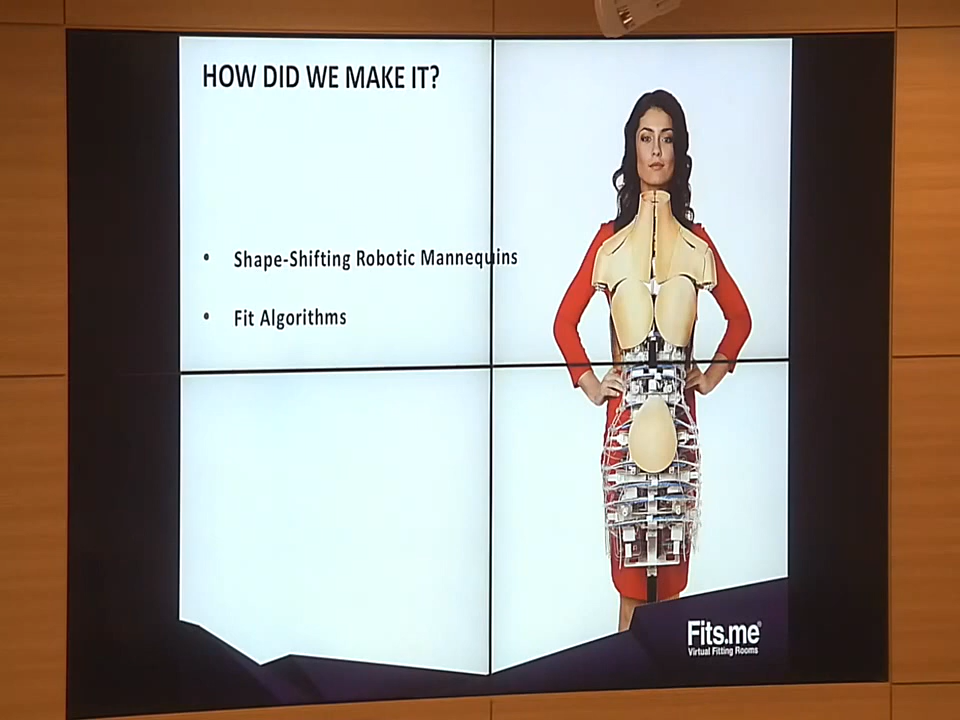 HOW DID WE MAKE IT?
• Shape-Shifting Robotic Mannequins
• Fit Algorithms
Fits.me®
Virtual Fitting Rooms